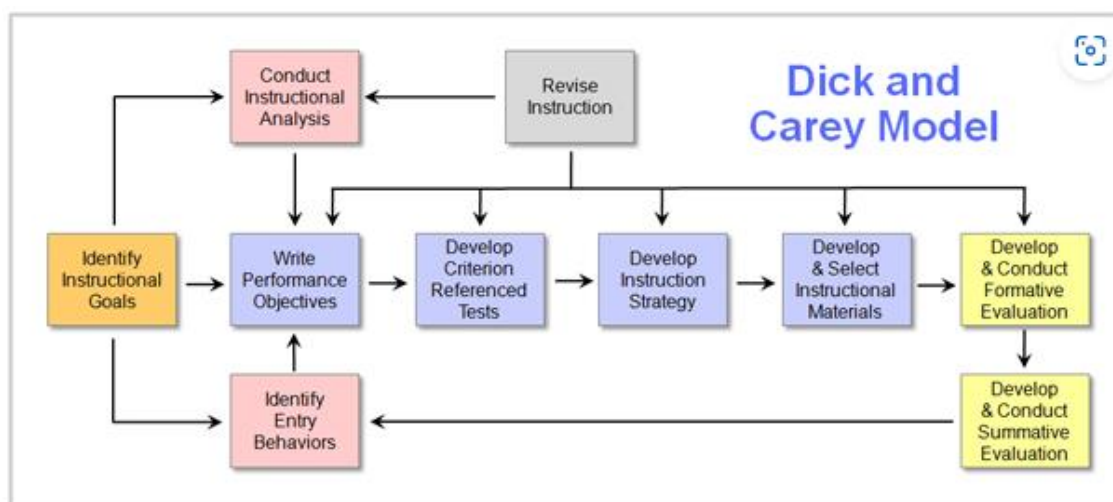 Dick and
Carey Model
Conduct
Instructional
Analysis
Revise
Instruction
Identify
Instructional
Goals
Write
Performance
Objectives
Develop
Criterion
Referenced
Tests
Develop
Instruction
Strategy
Develop
& Select
Instructional
Materials
Develop
& Conduct
Formative
Evaluation
Identify
Entry
Behaviors
Develop
& Conduct
Summative
Evaluation